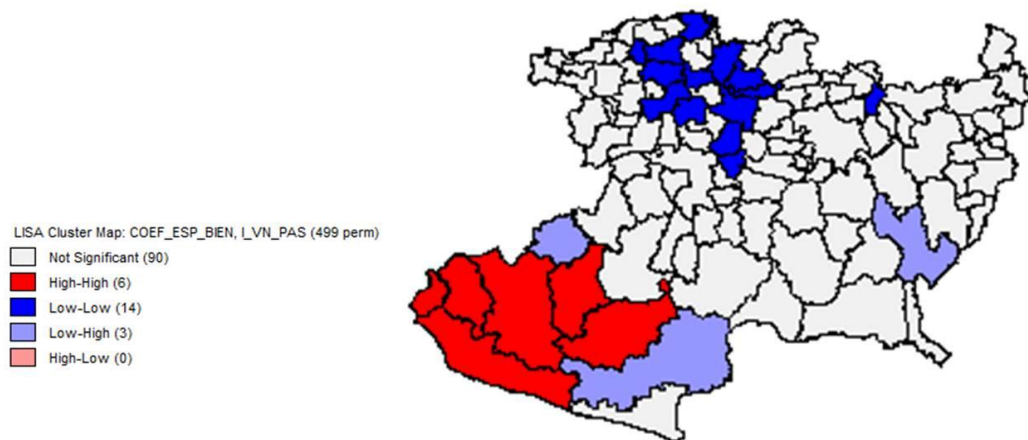 LISA Cluster Map: COEF_ESP_BIEN, I_VN_PAS (499 perm)
Not Significant (90)
High-High (6)
Low-Low (14)
Low-High (3)
High-Low (0)